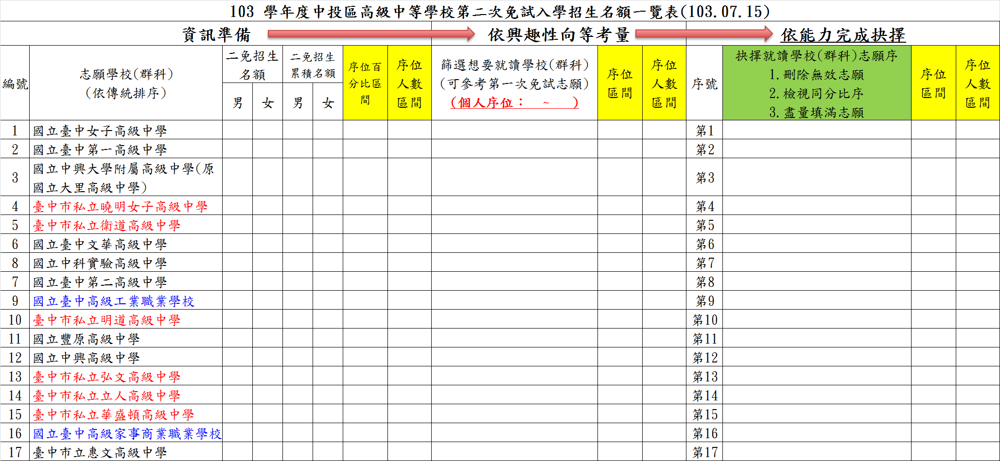 103 學年度中投區高級中等學校第二次免試入學招生名額一覽表(103.07.15)
資訊準備 依興趣性向等考量 依能力完成抉擇
編號
志願學校(群科)
(依傳統排序)
二免招生
名額
男 女
二免招生
累積名額
男 女
序位百
分比區
間
序位
人數
區間
篩選想要就讀學校(群科)
(可參考第一次免試志願)
(個人序位： ~ )
序位
區間
序位
人數
區間
序號
抉擇就讀學校(群科)志願序
1.刪除無效志願
2.檢視同分比序
3.盡量填滿志願
序位
區間
序位
人數
區間
1 國立臺中女子高級中學 第1
2 國立臺中第一高級中學 第2
3 國立中興大學附屬高級中學(原
國立大里高級中學) 第3
4 臺中市私立曉明女子高級中學 第4
5 臺中市私立衛道高級中學 第5
6 國立臺中文華高級中學 第6
8 國立中科實驗高級中學 第7
7 國立臺中第二高級中學 第8
9 國立臺中高級工業職業學校 第9
10 臺中市私立明道高級中學 第10
11 國立豐原高級中學 第11
12 國立中興高級中學 第12
13 臺中市私立弘文高級中學 第13
14 臺中市私立立人高級中學 第14
15 臺中市私立華盛頓高級中學 第15
16 國立臺中高級家事商業職業學校 第16
17 臺中市立惠文高級中學 第17